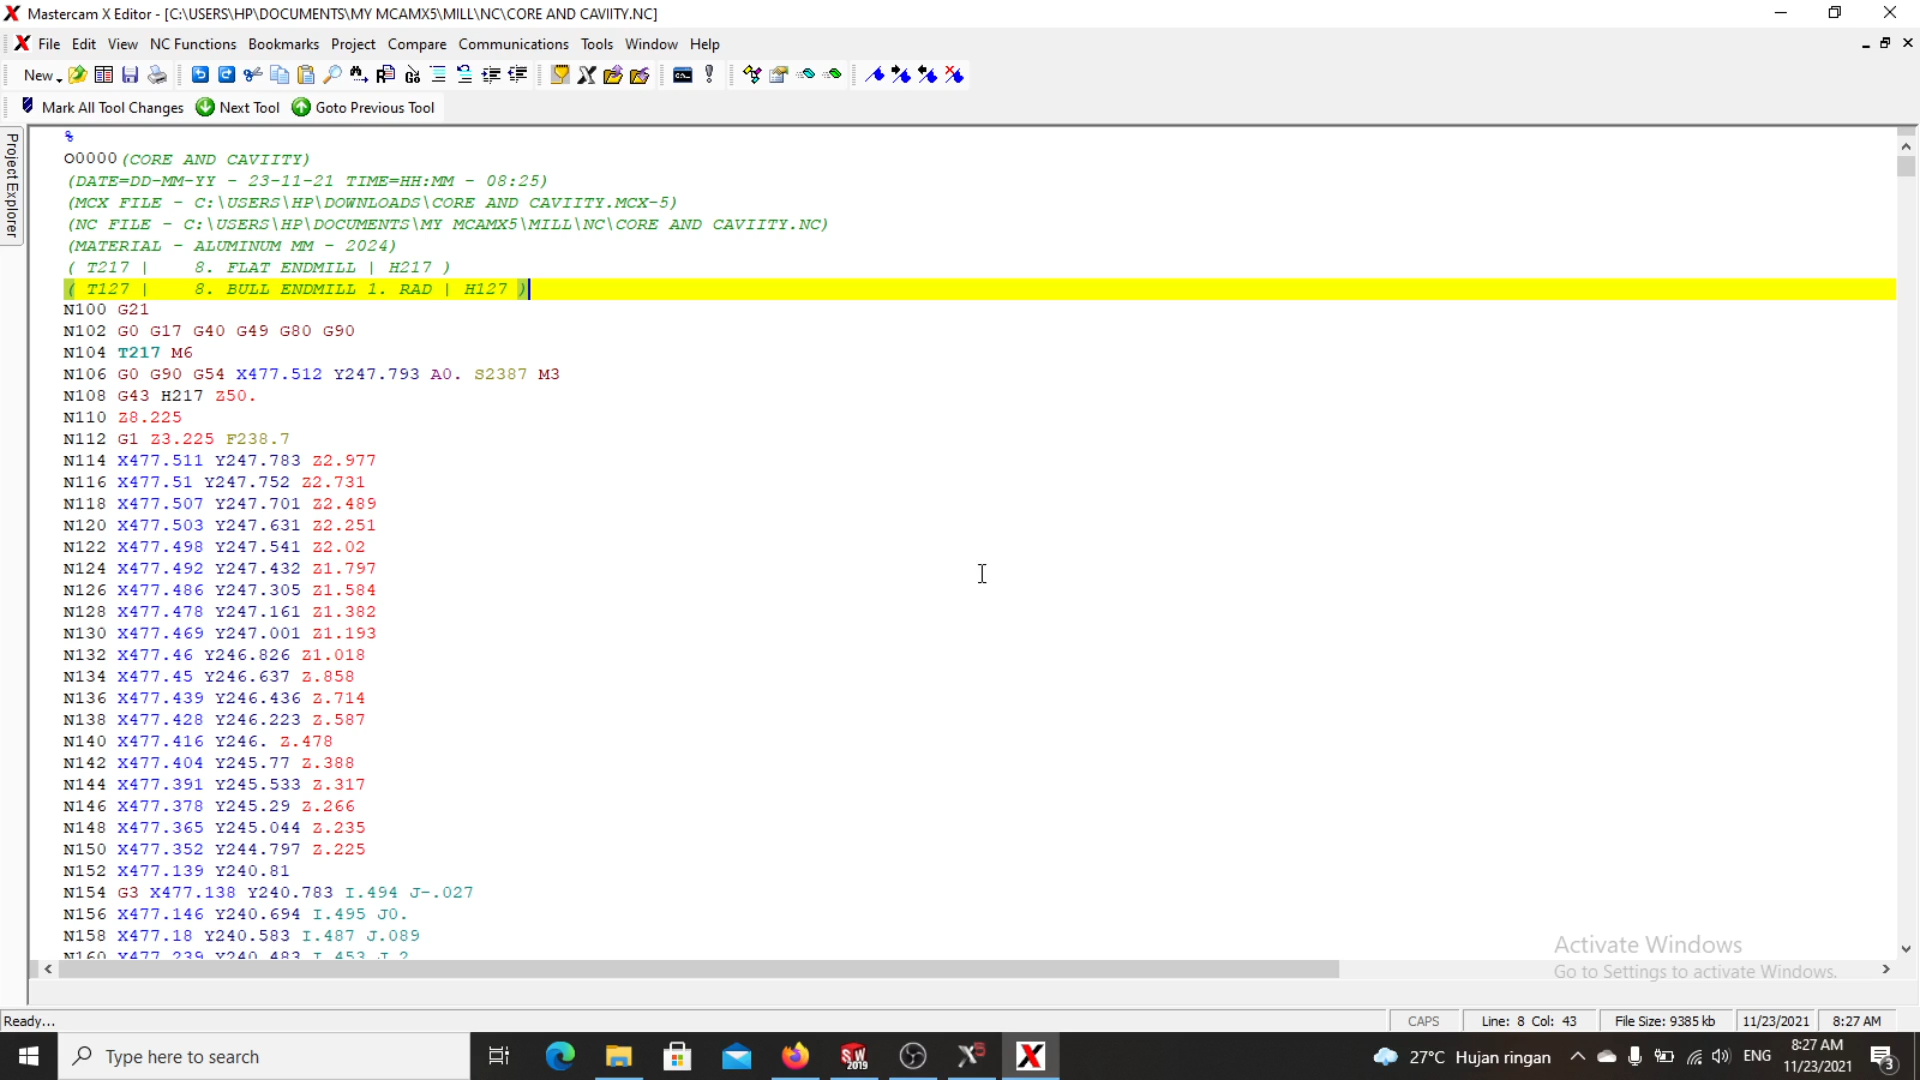 Mastercam X Editor - [C:\USERS\HP\DOCUMENTS\MY MCAMX5\MILL\NC\CORE AND CAVIITY.NC]
File Edit View NC Functions Bookmarks Project Compare Communications Tools Window Help
New
Mark All Tool Changes Next Tool Goto Previous Tool
Project Explorer
%
O0000(CORE AND CAVIITY)
(DATE=DD-MM-YY - 23-11-21 TIME=HH:MM - 08:25)
(MCX FILE - C:\USERS\HP\DOWNLOADS\CORE AND CAVIITY.MCX-5)
(NC FILE - C:\USERS\HP\DOCUMENTS\MY MCAMX5\MILL\NC\CORE AND CAVIITY.NC)
(MATERIAL - ALUMINUM MM - 2024)
( T217 | 8. FLAT ENDMILL | H217 )
( T127 | 8. BULL ENDMILL 1. RAD | H127 )
N100 G21
N102 G0 G17 G40 G49 G80 G90
N104 T217 M6
N106 G0 G90 G54 X477.512 Y247.793 A0. S2387 M3
N108 G43 H217 Z50.
N110 Z8.225
N112 G1 Z3.225 F238.7
N114 X477.511 Y247.783 Z2.977
N116 X477.51 Y247.752 Z2.731
N118 X477.507 Y247.701 Z2.489
N120 X477.503 Y247.631 Z2.251
N122 X477.498 Y247.541 Z2.02
N124 X477.492 Y247.432 Z1.797
N126 X477.486 Y247.305 Z1.584
N128 X477.478 Y247.161 Z1.382
N130 X477.469 Y247.001 Z1.193
N132 X477.46 Y246.826 Z1.018
N134 X477.45 Y246.637 Z.858
N136 X477.439 Y246.436 Z.714
N138 X477.428 Y246.223 Z.587
N140 X477.416 Y246. Z.478
N142 X477.404 Y245.77 Z.388
N144 X477.391 Y245.533 Z.317
N146 X477.378 Y245.29 Z.266
N148 X477.365 Y245.044 Z.235
N150 X477.352 Y244.797 Z.225
N152 X477.139 Y240.81
N154 G3 X477.138 Y240.783 I.494 J-.027
N156 X477.146 Y240.694 I.495 J0.
N158 X477.18 Y240.583 I.487 J.089
N160 X477.239 Y240.483 I.453 J.2
Activate Windows
Go to Settings to activate Windows.
Ready... CAPS Line: 8 Col: 43 File Size: 9385 kb 11/23/2021 8:27 AM
Type here to search SW 2019 X5 X 27°C Hujan ringan ENG 8:27 AM
11/23/2021 3